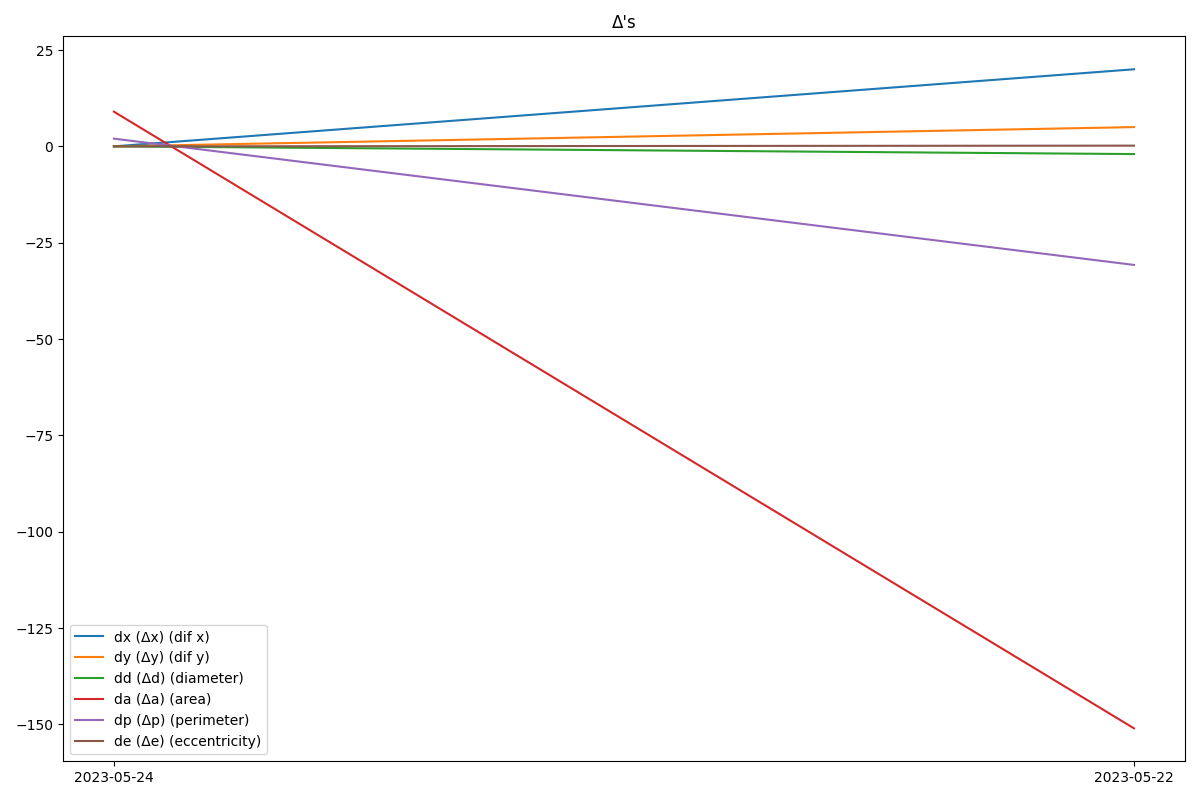 Δ's
25
0
−25
−50
−75
−100
−125
−150
dx (Δx) (dif x)
dy (Δy) (dif y)
dd (Δd) (diameter)
da (Δa) (area)
dp (Δp) (perimeter)
de (Δe) (eccentricity)
2023-05-24
2023-05-22